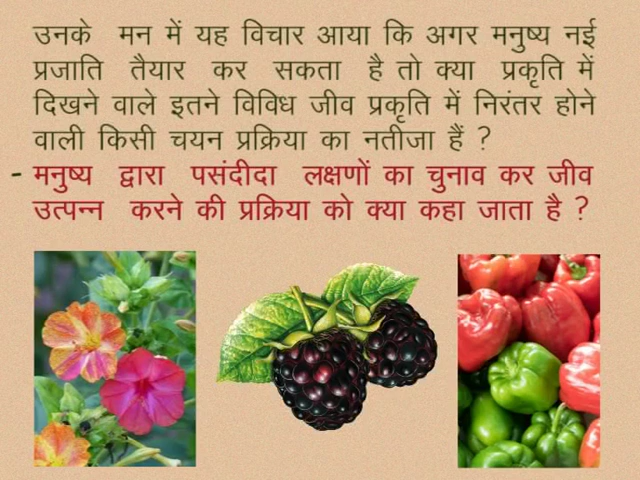 उनके मन में यह विचार आया कि अगर मनुष्य नई
प्रजाति तैयार कर सकता है तो क्या प्रकृति में
दिखने वाले इतने विविध जीव प्रकृति में निरंतर होने
वाली किसी चयन प्रक्रिया का नतीजा हैं ?
- मनुष्य द्वारा पसंदीदा लक्षणों का चुनाव कर जीव
उत्पन्न करने की प्रक्रिया को क्या कहा जाता है ?